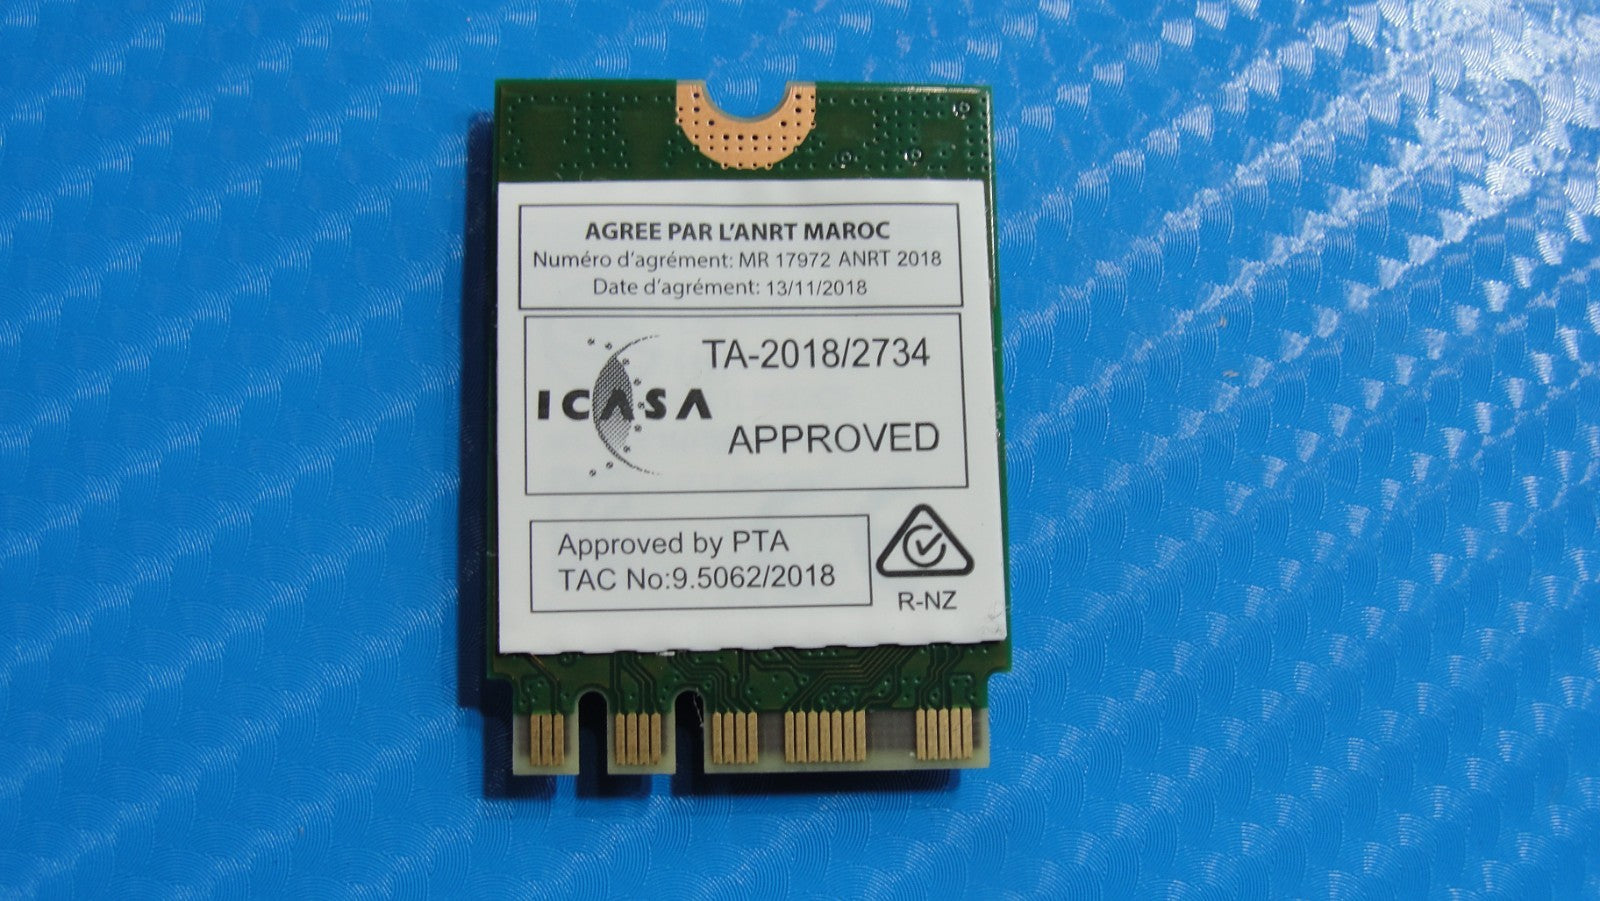 AGREE PAR L'ANRT MAROC
Numéro d'agrément: MR 17972 ANRT 2018
Date d'agrément: 13/11/2018
TA-2018/2734
ICASA
APPROVED
Approved by PTA
TAC No:9.5062/2018
R-NZ